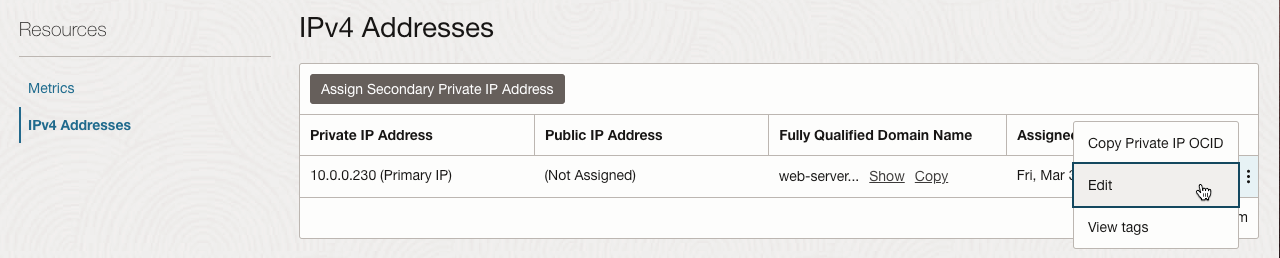 Resources
Metrics
IPv4 Addresses
IPv4 Addresses
Assign Secondary Private IP Address
Private IP Address Public IP Address Fully Qualified Domain Name Assigned
10.0.0.230 (Primary IP) (Not Assigned) web-server... Show Copy Fri, Mar
Copy Private IP OCID
Edit
View tags